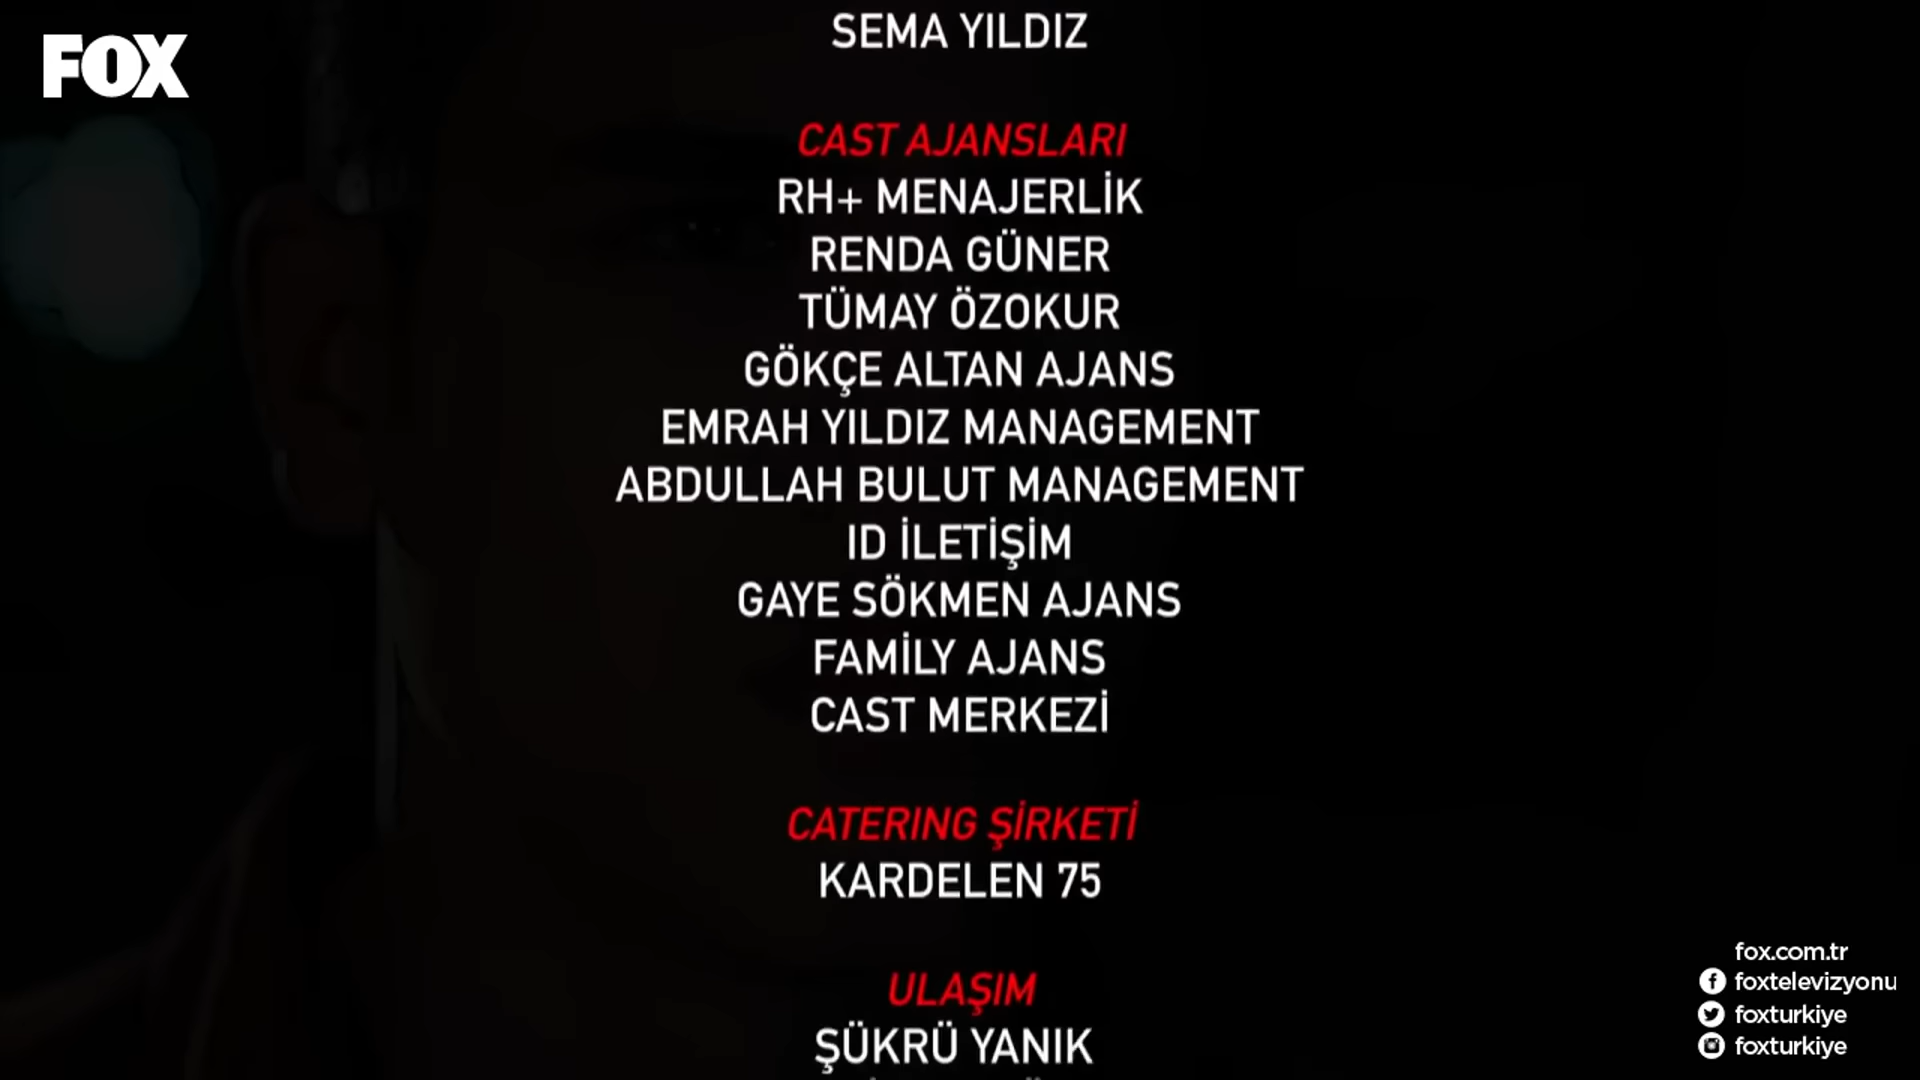 FOX
SEMA YILDIZ
CAST AJANSLARI
RH+ MENAJERLİK
RENDA GÜNER
TÜMAY ÖZOKUR
GÖKÇE ALTAN AJANS
EMRAH YILDIZ MANAGEMENT
ABDULLAH BULUT MANAGEMENT
ID İLETİŞİM
GAYE SÖKMEN AJANS
FAMİLY AJANS
CAST MERKEZİ
CATERING ŞİRKETİ
KARDELEN 75
ULAŞIM
ŞÜKRÜ YANIK
fox.com.tr
foxtelevizyonu
foxturkiye
foxturkiye